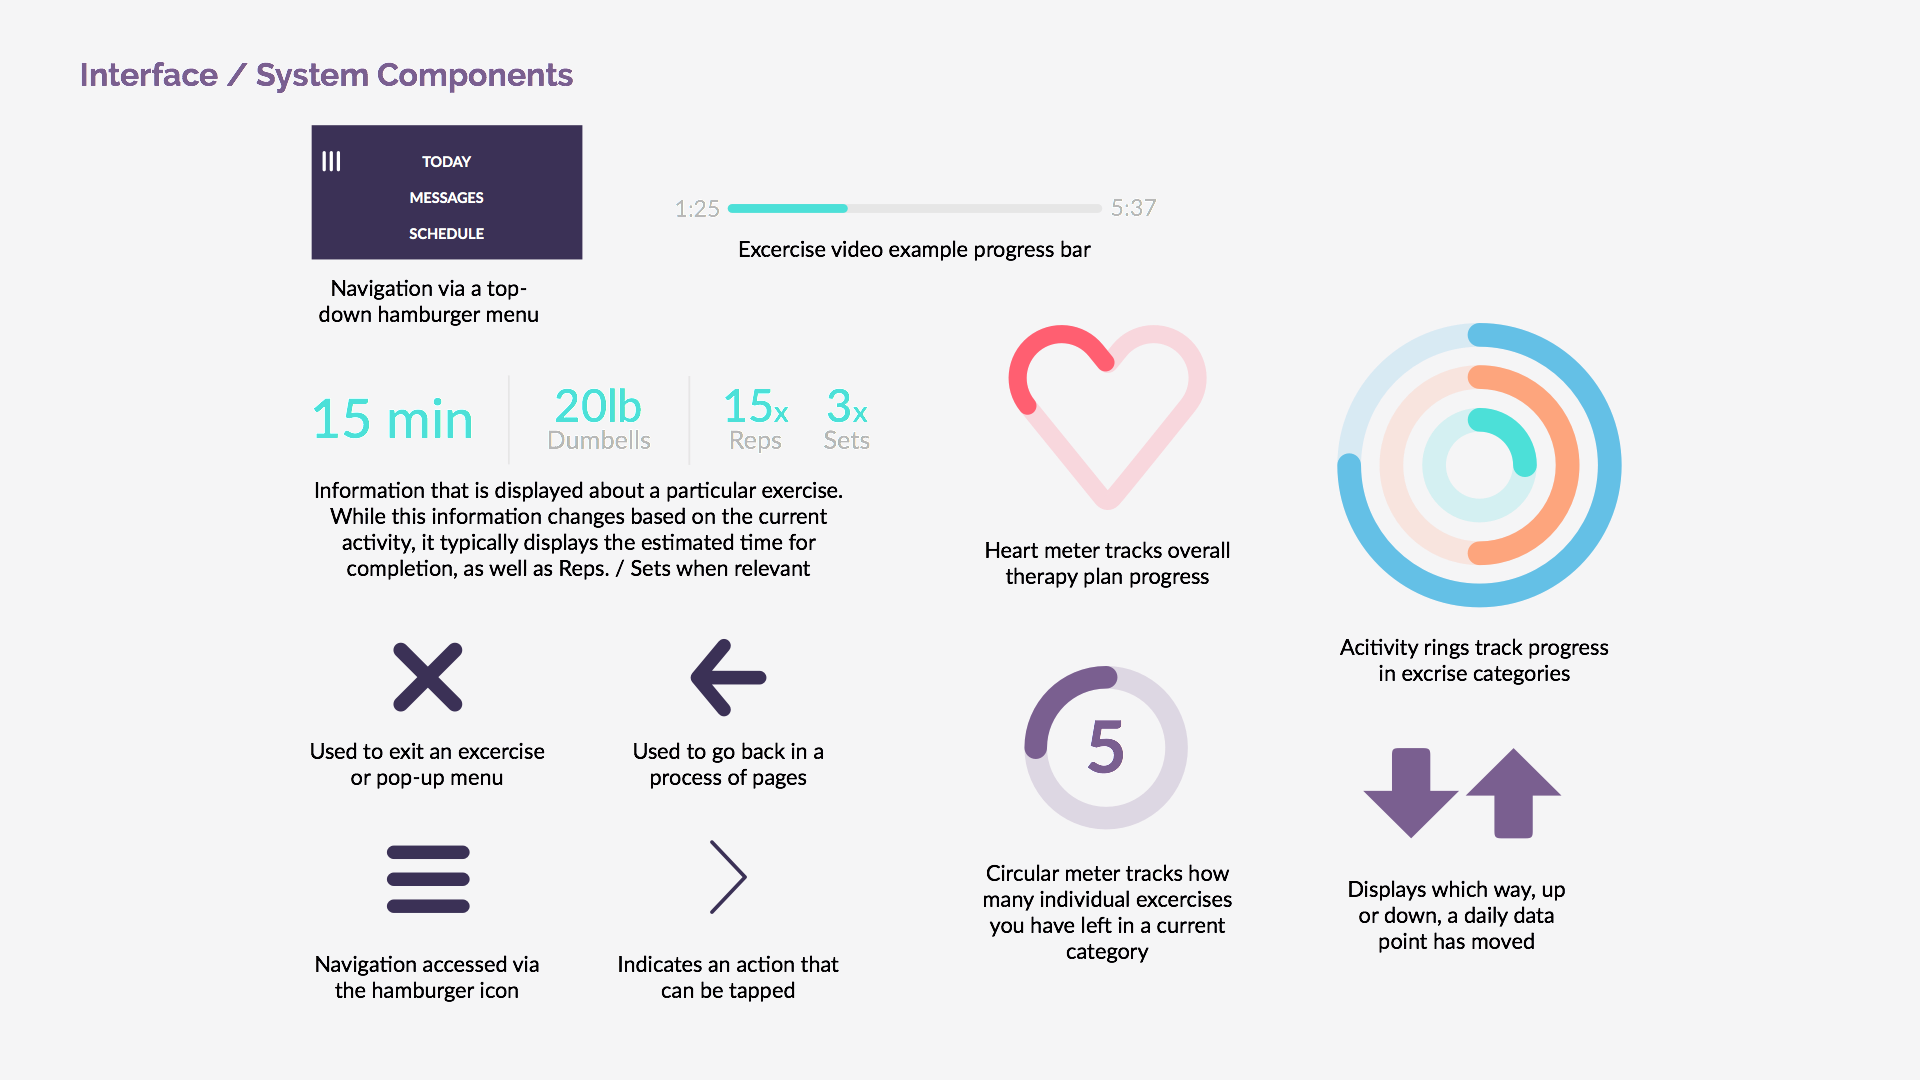 Interface / System Components
TODAY
MESSAGES
SCHEDULE
Navigation via a top-
down hamburger menu
1:25
5:37
Excercise video example progress bar
15 min
20lb
Dumbells
15x
Reps
3x
Sets
Information that is displayed about a particular exercise.
While this information changes based on the current
activity, it typically displays the estimated time for
completion, as well as Reps. / Sets when relevant
Heart meter tracks overall
therapy plan progress
Acitivity rings track progress
in excrise categories
Used to exit an excercise
or pop-up menu
Used to go back in a
process of pages
5
Circular meter tracks how
many individual excercises
you have left in a current
category
Displays which way, up
or down, a daily data
point has moved
Navigation accessed via
the hamburger icon
Indicates an action that
can be tapped